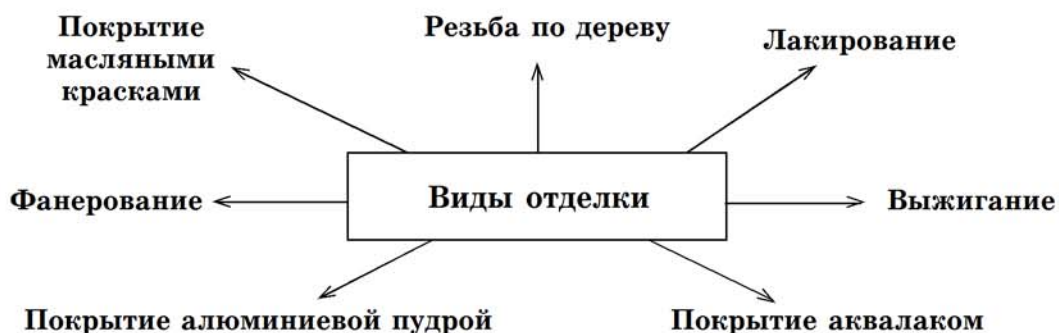 Покрытие
масляными
красками
Резьба по дереву
Лакирование
Фанерование
Виды отделки
Выжигание
Покрытие алюминиевой пудрой
Покрытие аквалаком